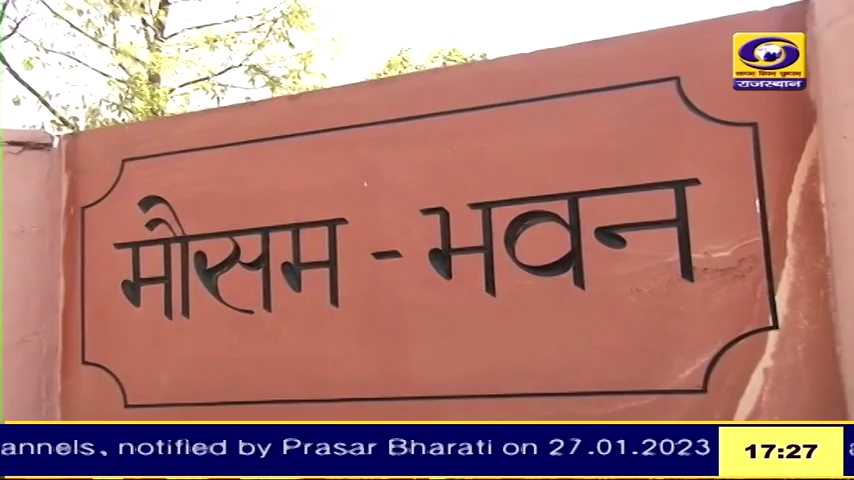 राजस्थान
मौसम - भवन
annels, notified by Prasar Bharati on 27.01.2023
17:27